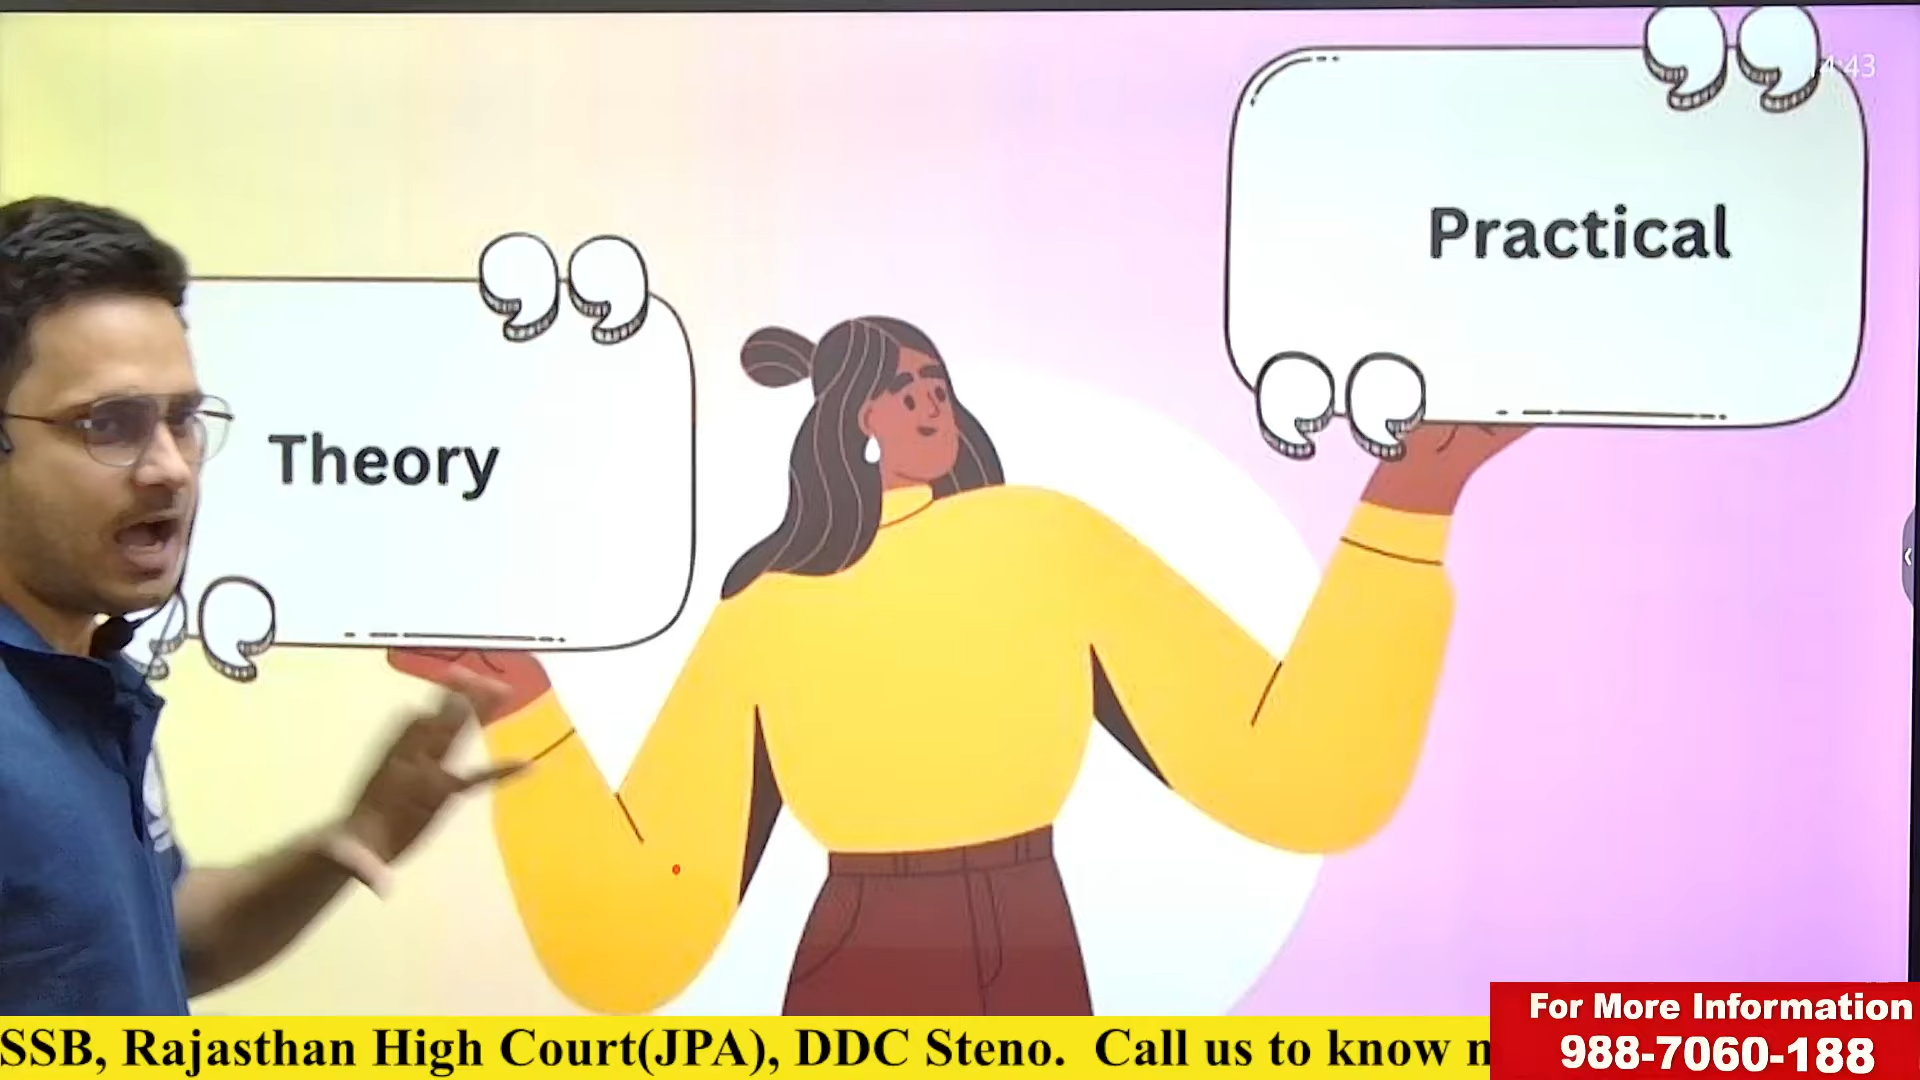 Practical
Theory
SSB, Rajasthan High Court(JPA), DDC Steno.  Call us to know
For More Information
988-7060-188